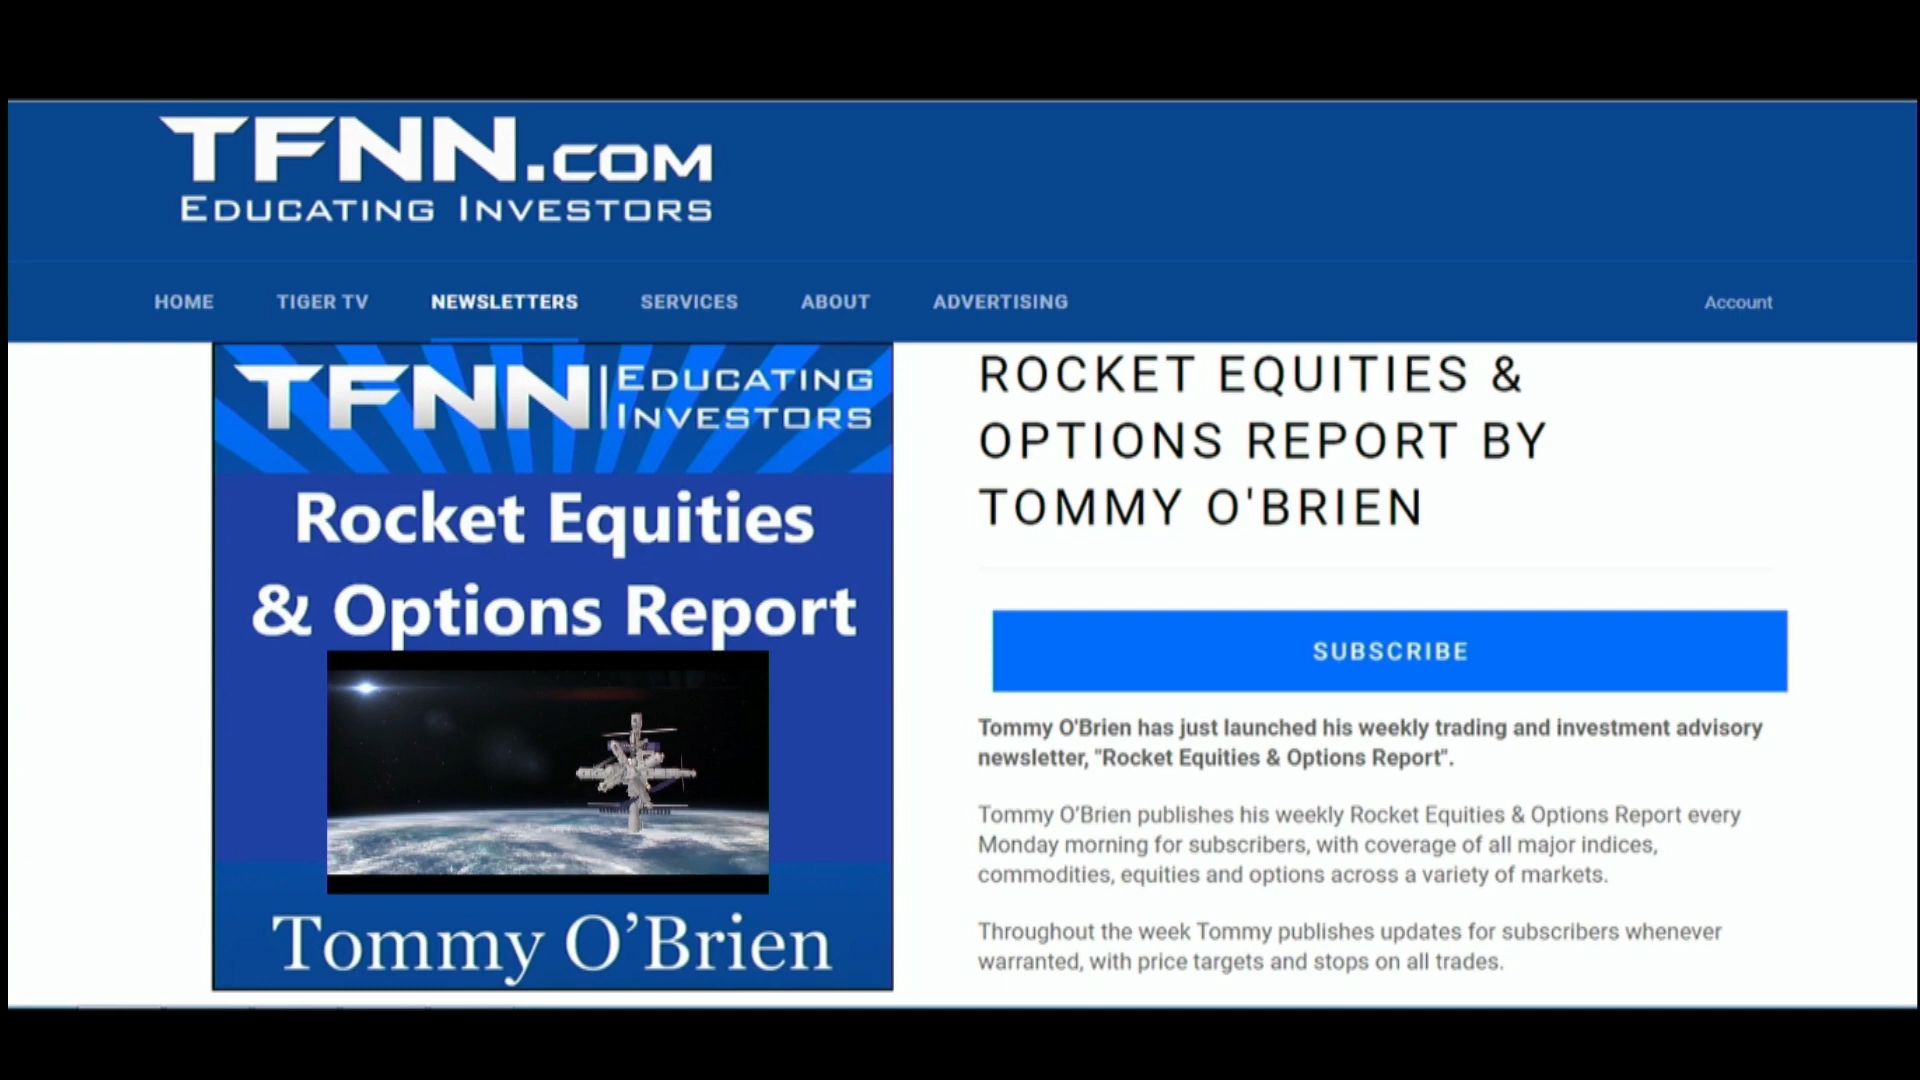 TFNN.COM
EDUCATING INVESTORS
HOME TIGER TV NEWSLETTERS SERVICES ABOUT ADVERTISING Account
TFNN | EDUCATING
INVESTORS
Rocket Equities
& Options Report
Tommy O’Brien
ROCKET EQUITIES &
OPTIONS REPORT BY
TOMMY O'BRIEN
SUBSCRIBE
Tommy O'Brien has just launched his weekly trading and investment advisory
newsletter, "Rocket Equities & Options Report".
Tommy O'Brien publishes his weekly Rocket Equities & Options Report every
Monday morning for subscribers, with coverage of all major indices,
commodities, equities and options across a variety of markets.
Throughout the week Tommy publishes updates for subscribers whenever
warranted, with price targets and stops on all trades.